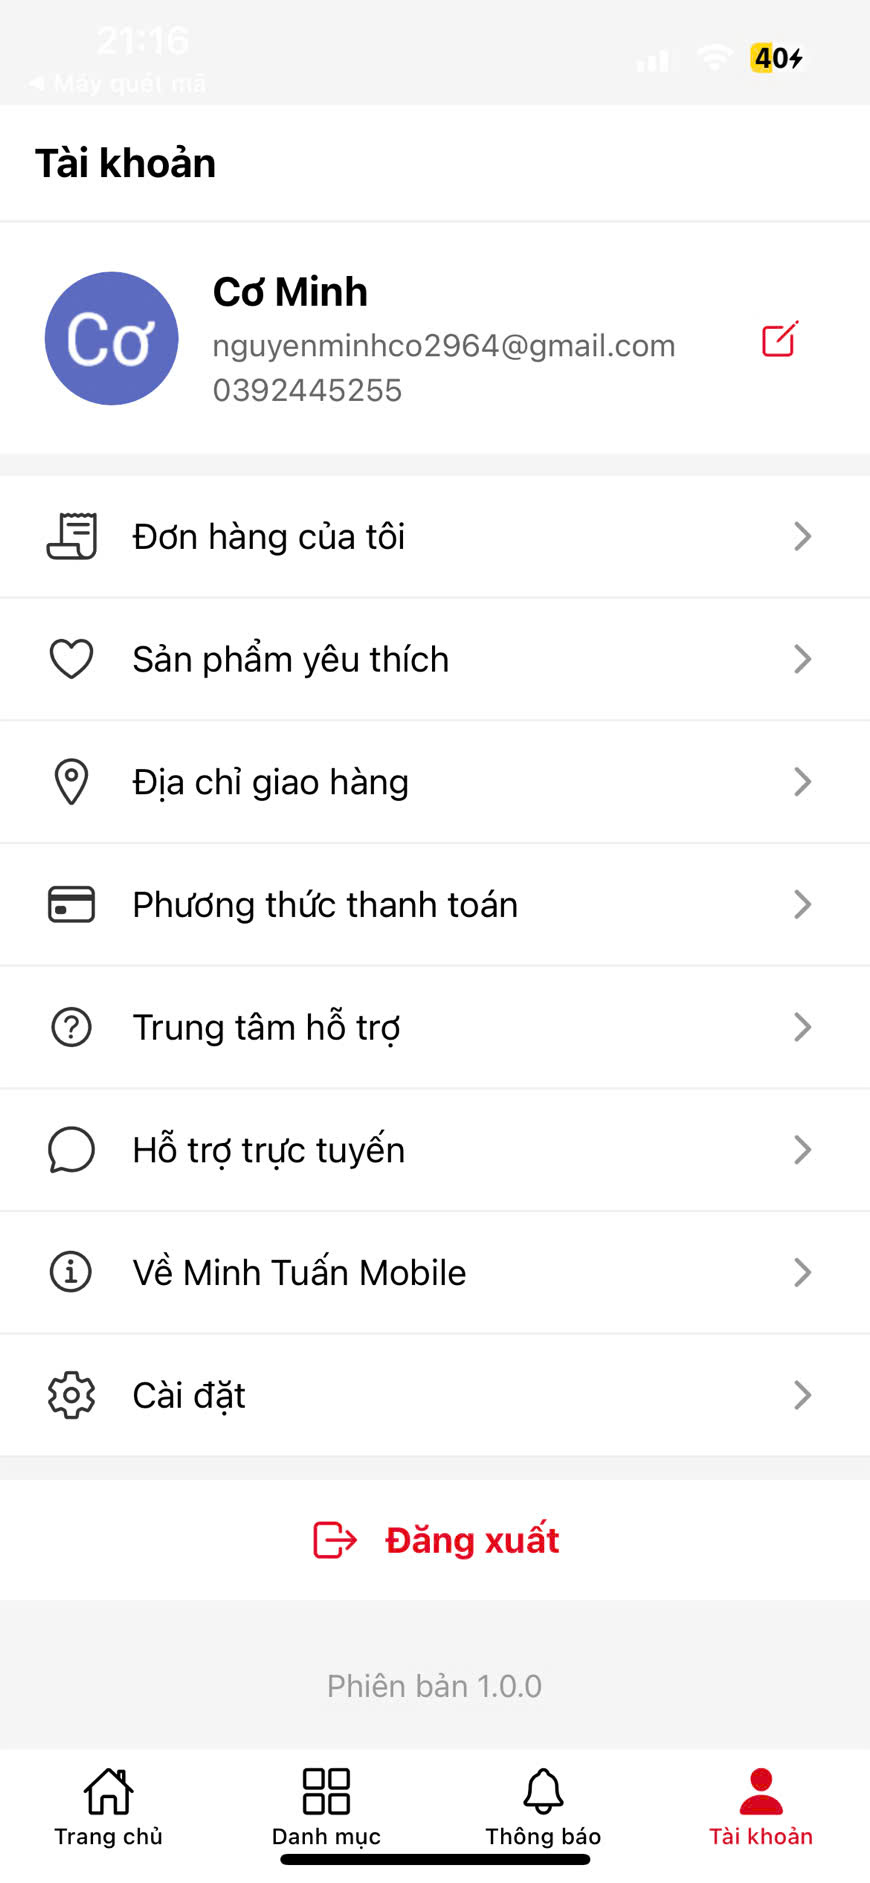 21:16
◀ Máy quét mã
40
Tài khoản
Cơ
Cơ Minh
nguyenminhco2964@gmail.com
0392445255
Đơn hàng của tôi
Sản phẩm yêu thích
Địa chỉ giao hàng
Phương thức thanh toán
Trung tâm hỗ trợ
Hỗ trợ trực tuyến
Về Minh Tuấn Mobile
Cài đặt
Đăng xuất
Phiên bản 1.0.0
Trang chủ
Danh mục
Thông báo
Tài khoản